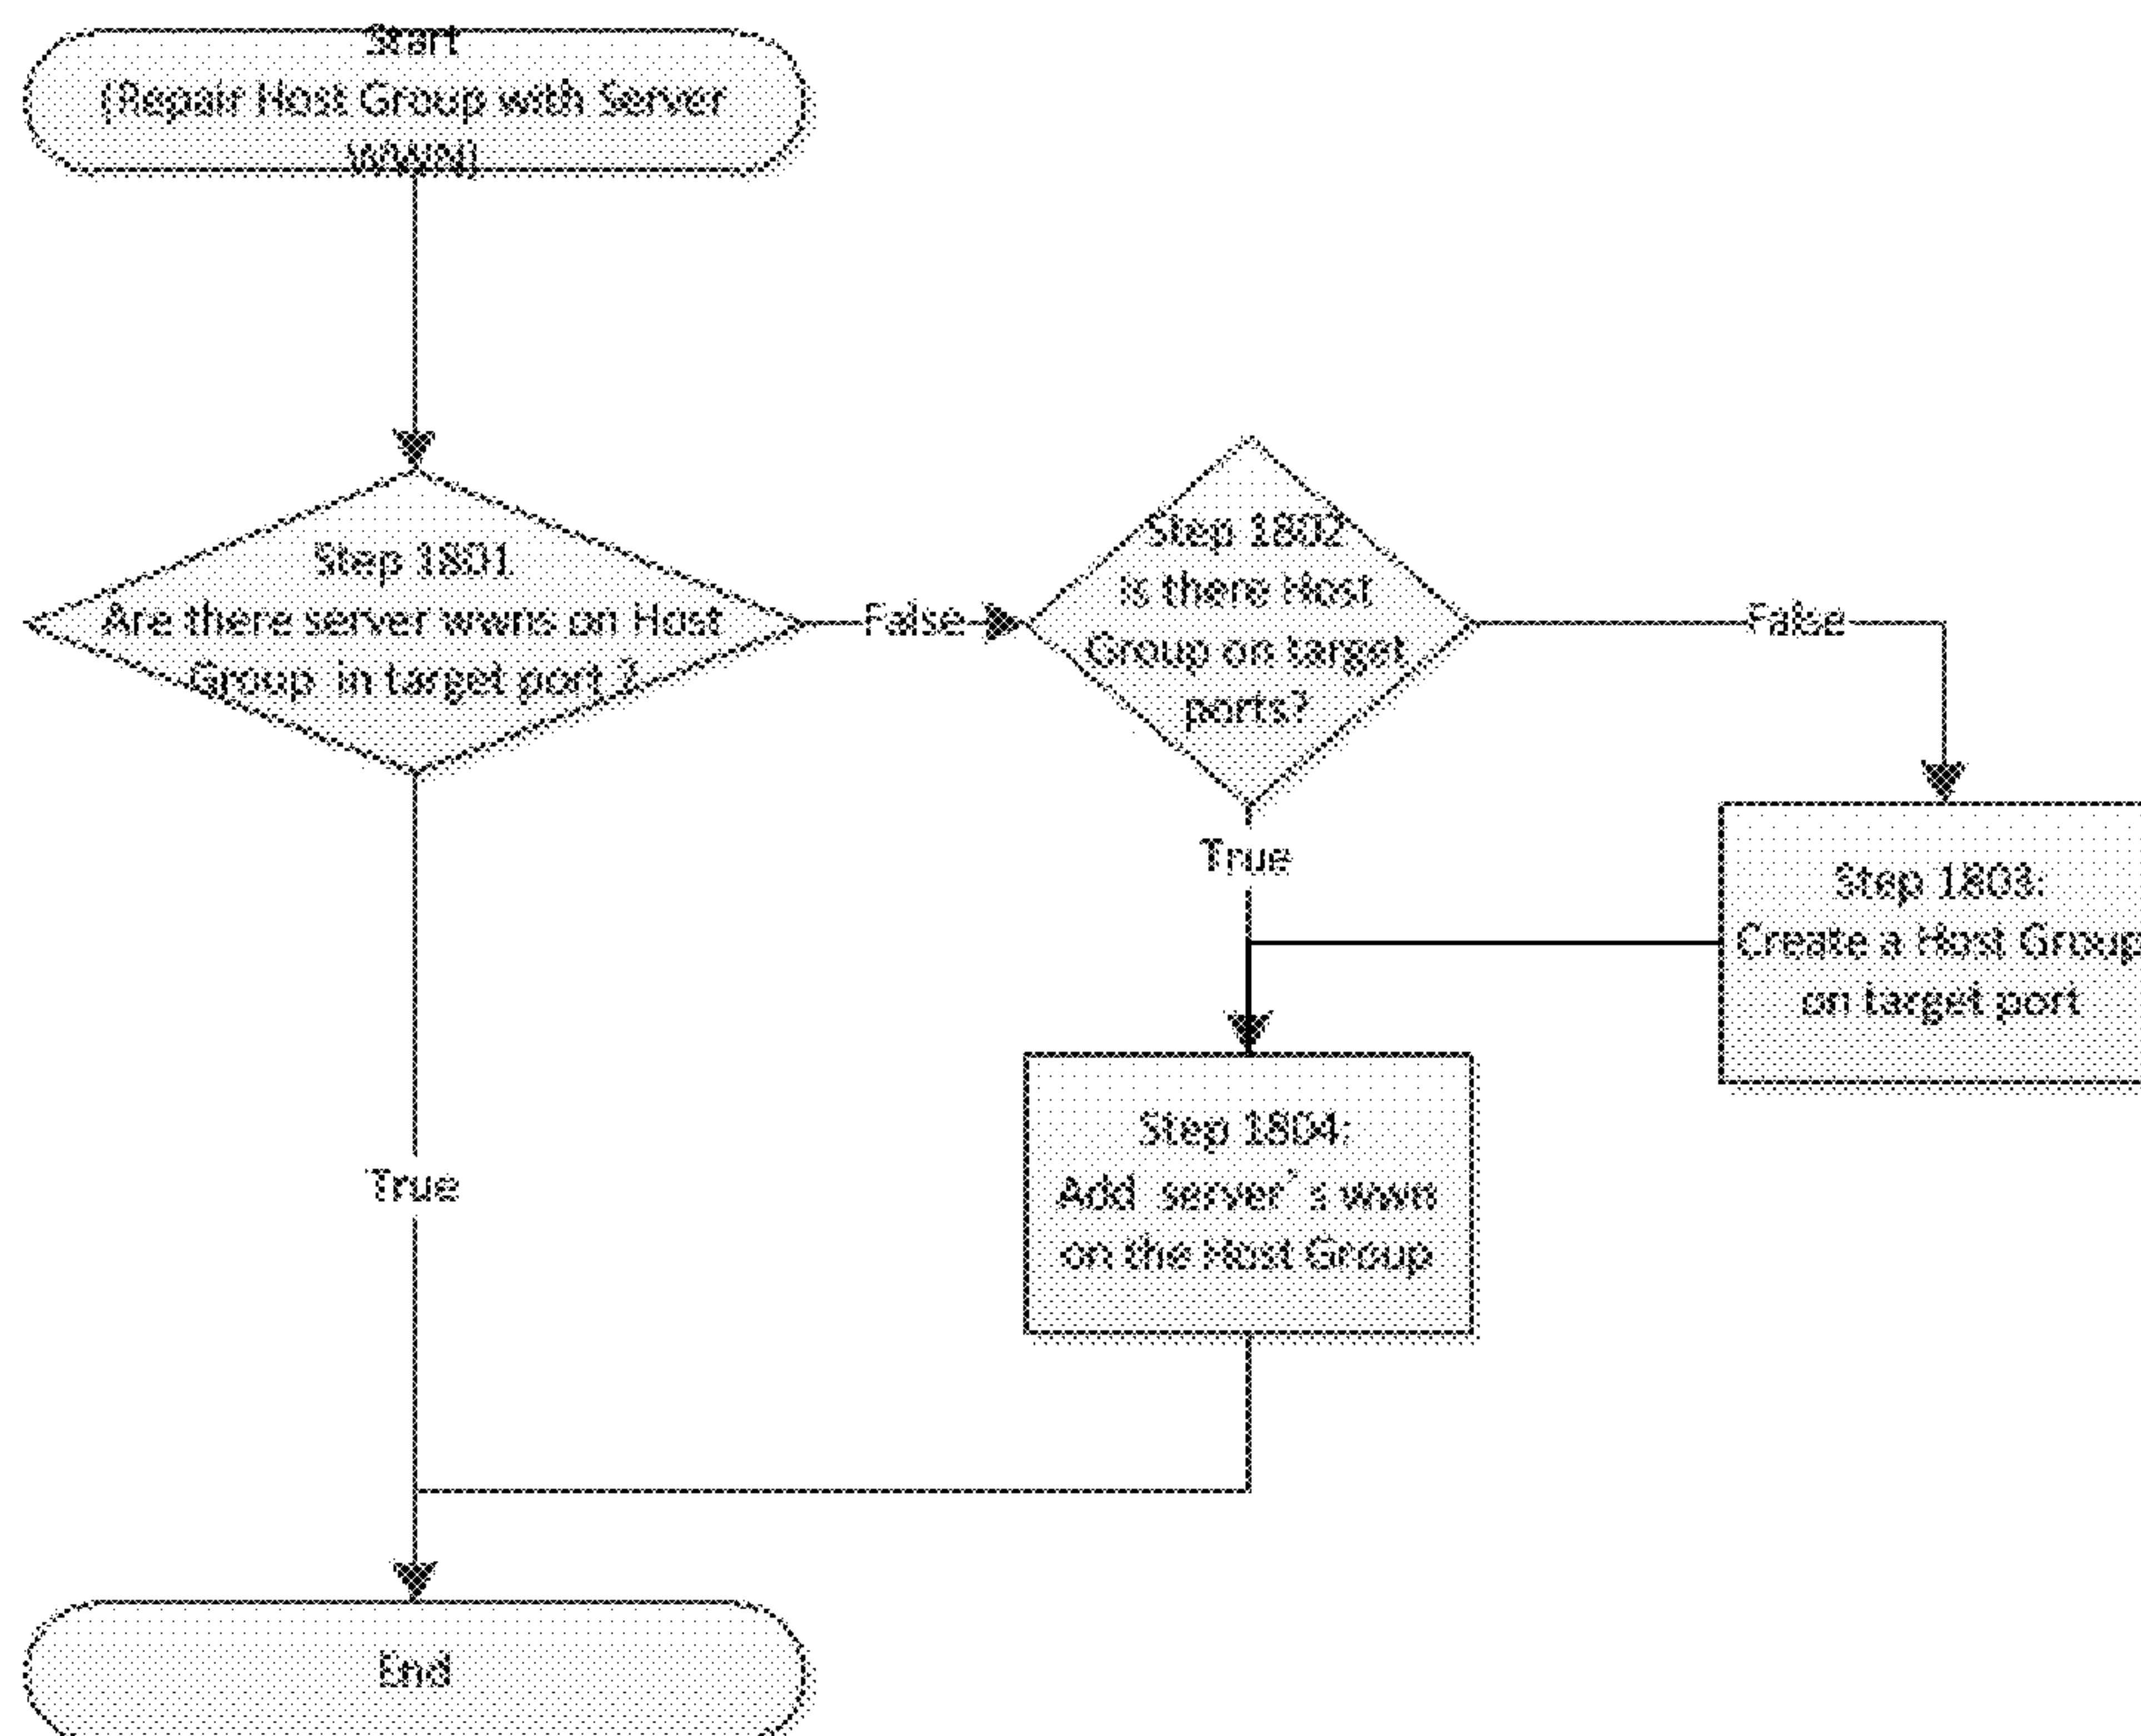 Start
(Repair Host Group with Server
WWN)
Step 1801
Are there server wwns on Host
Group in target port ?
False
Step 1802
Is there Host
Group on target
ports?
False
True
Step 1803:
Create a Host Group
on target port
Step 1804:
Add server´s wwn
on the Host Group
True
End